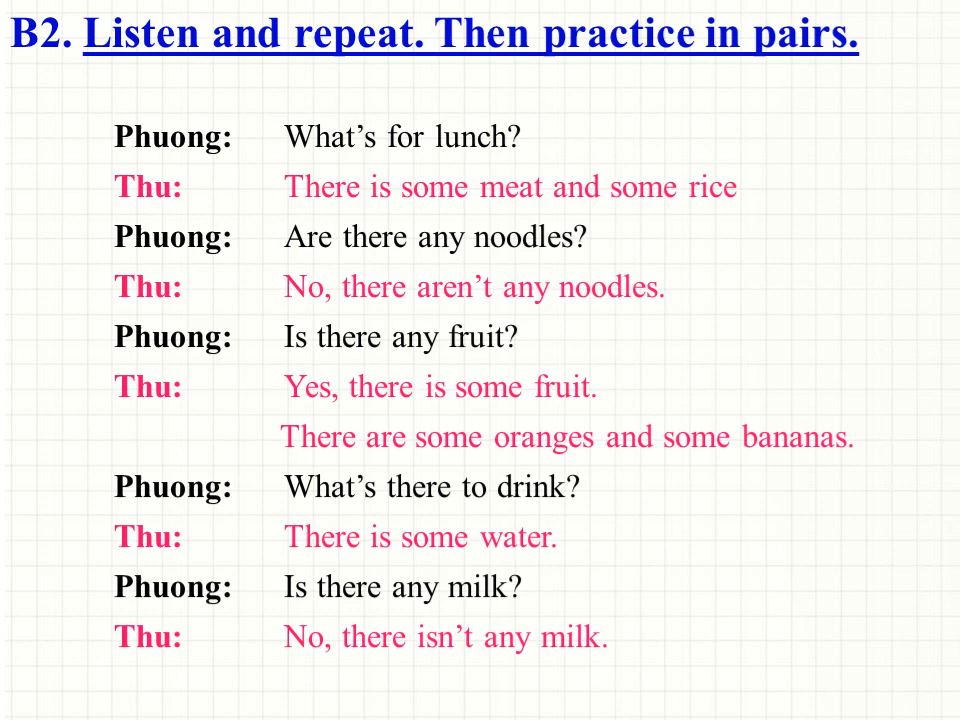 B2. Listen and repeat. Then practice in pairs.
Phuong: What’s for lunch?
Thu: There is some meat and some rice
Phuong: Are there any noodles?
Thu: No, there aren’t any noodles.
Phuong: Is there any fruit?
Thu: Yes, there is some fruit.
There are some oranges and some bananas.
Phuong: What’s there to drink?
Thu: There is some water.
Phuong: Is there any milk?
Thu: No, there isn’t any milk.